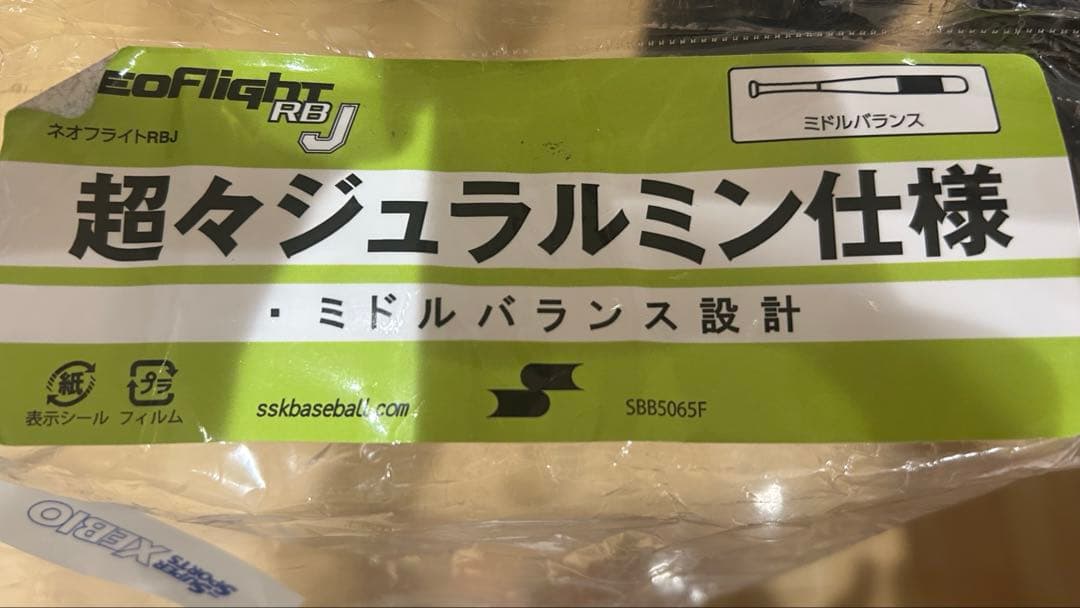 EOFlight
RBJ
ネオフライトRBJ
ミドルバランス
超々ジュラルミン仕様
・ミドルバランス設計
紙
表示シール
プラ
フィルム
sskbaseball.com
SBB5065F
SUPER
SPORTS
XEBIO